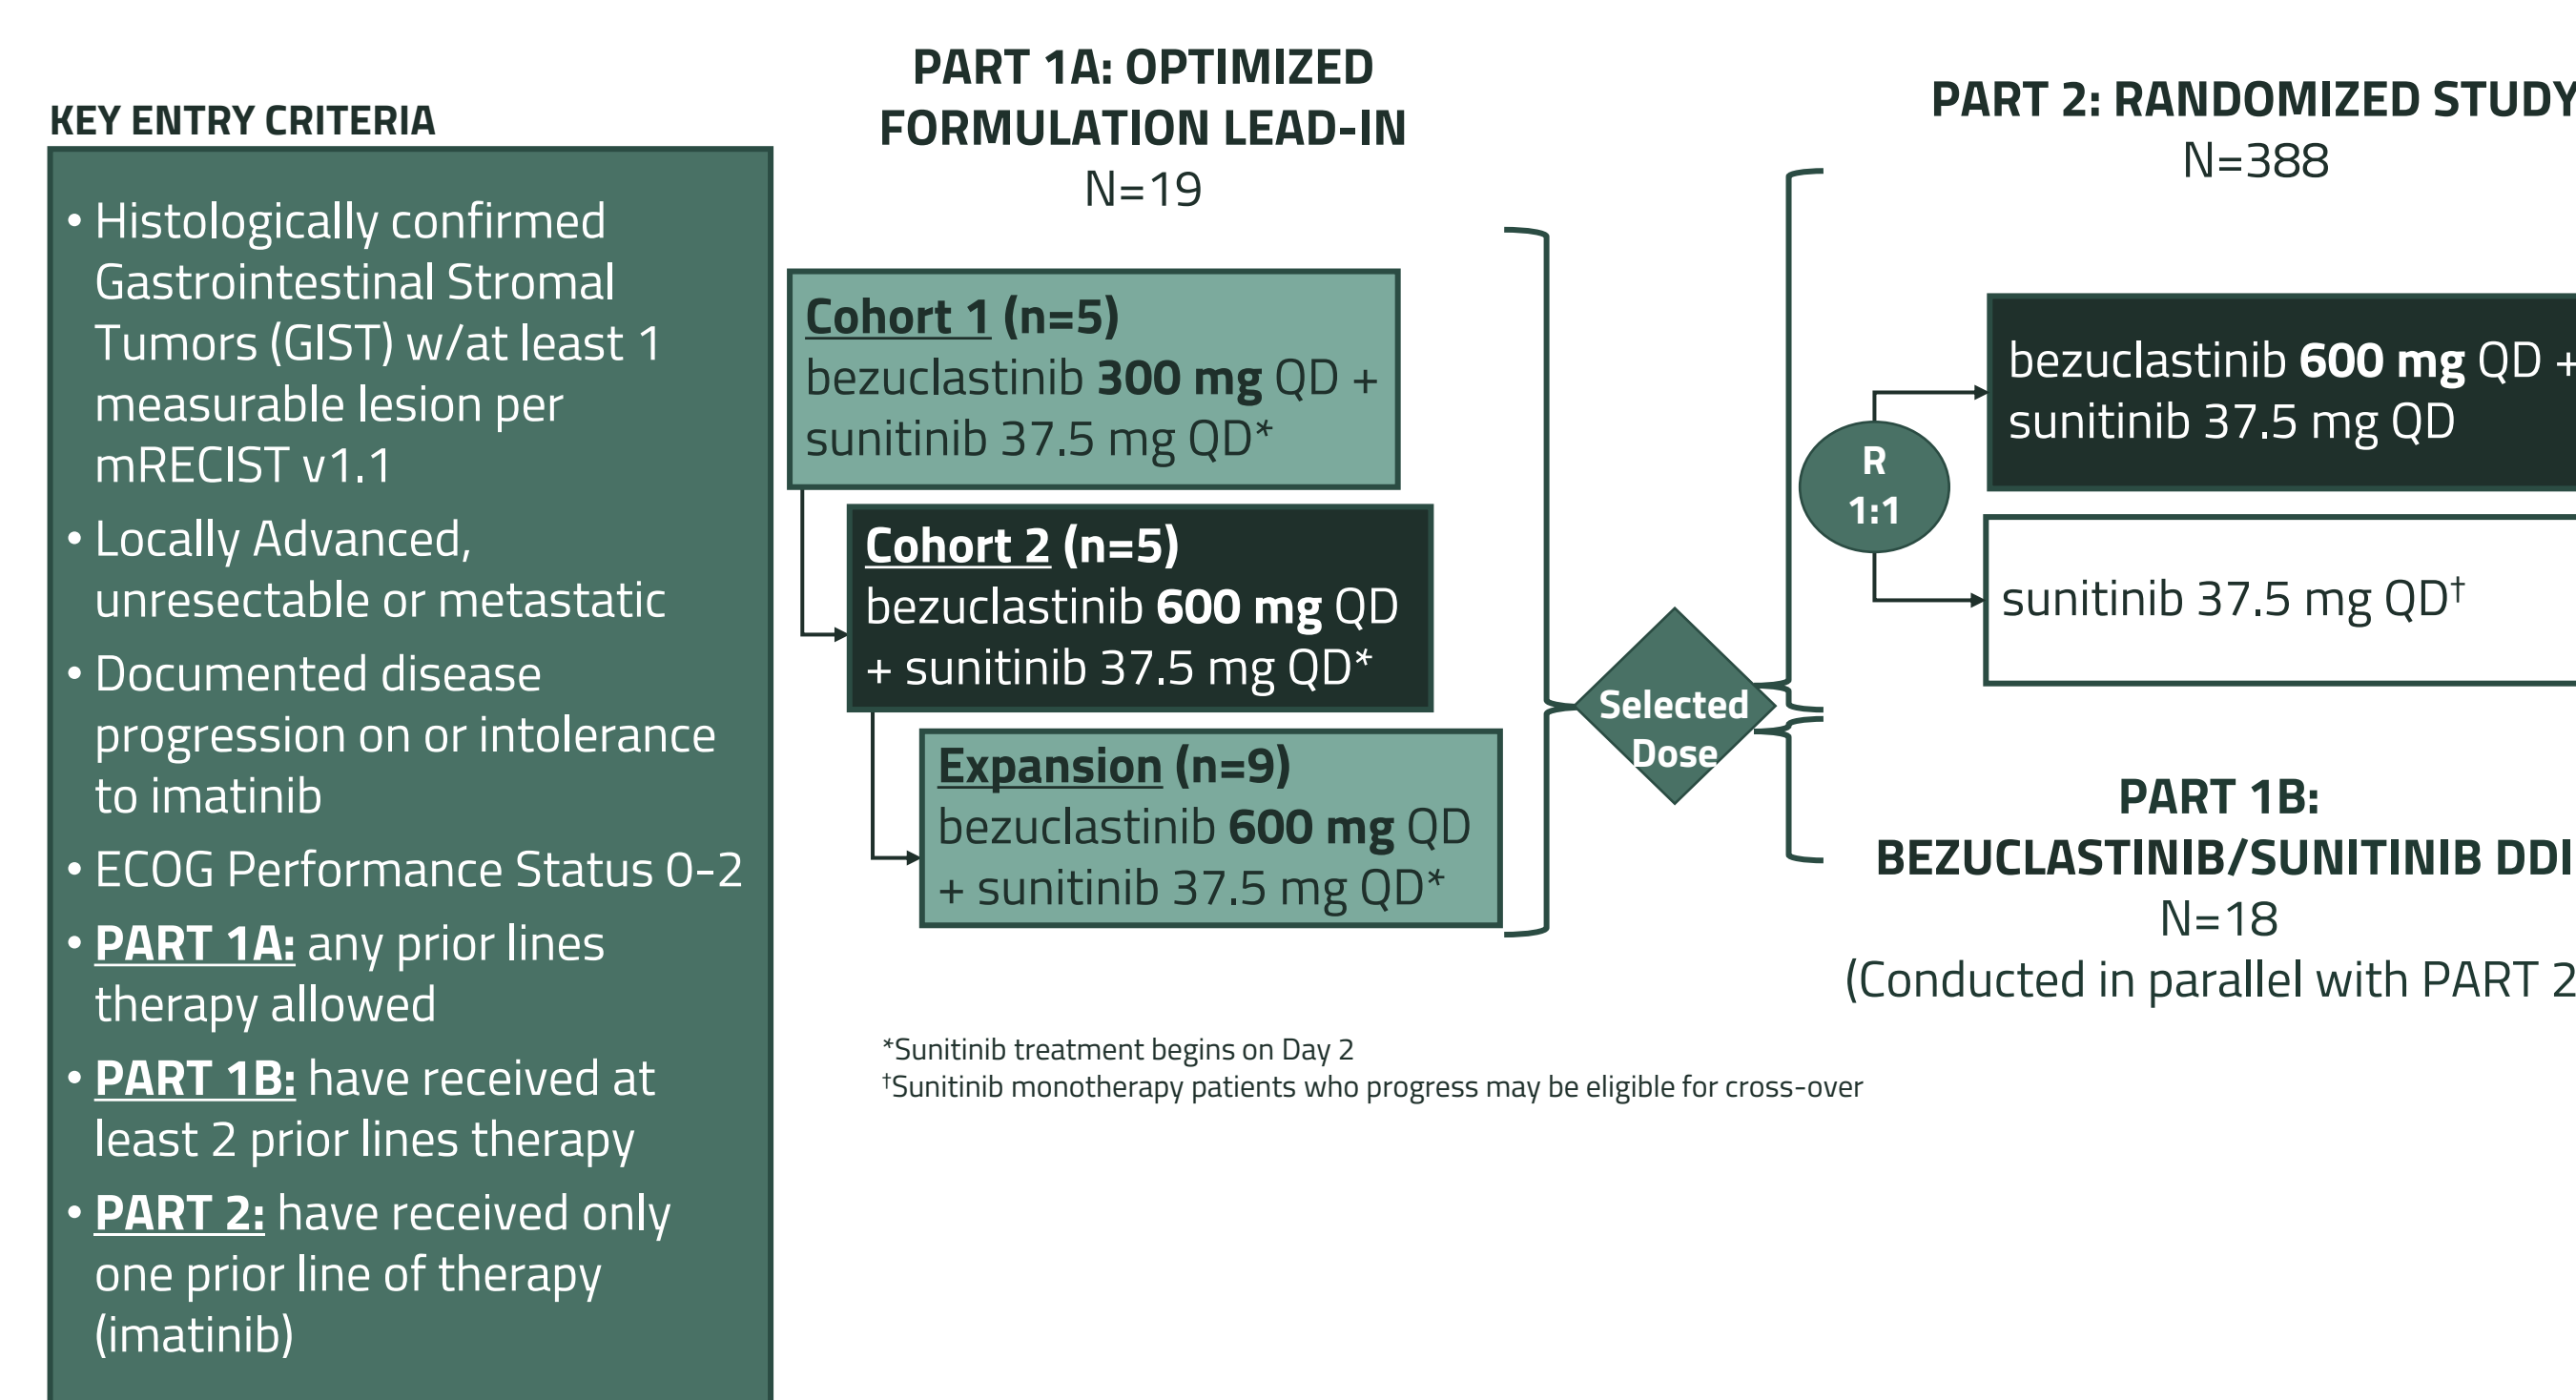 KEY ENTRY CRITERIA
• Histologically confirmed
Gastrointestinal Stromal
Tumors (GIST) w/at least 1
measurable lesion per
mRECIST v1.1
• Locally Advanced,
unresectable or metastatic
• Documented disease
progression on or intolerance
to imatinib
• ECOG Performance Status 0-2
• PART 1A: any prior lines
therapy allowed
• PART 1B: have received at
least 2 prior lines therapy
• PART 2: have received only
one prior line of therapy
(imatinib)
PART 1A: OPTIMIZED
FORMULATION LEAD-IN
N=19
Cohort 1 (n=5)
bezuclastinib 300 mg QD +
sunitinib 37.5 mg QD*
Cohort 2 (n=5)
bezuclastinib 600 mg QD
+ sunitinib 37.5 mg QD*
Expansion (n=9)
bezuclastinib 600 mg QD
+ sunitinib 37.5 mg QD*
Selected
Dose
PART 2: RANDOMIZED STUDY
N=388
R
1:1
bezuclastinib 600 mg QD +
sunitinib 37.5 mg QD
sunitinib 37.5 mg QD†
PART 1B:
BEZUCLASTINIB/SUNITINIB DDI
N=18
(Conducted in parallel with PART 2
*Sunitinib treatment begins on Day 2
†Sunitinib monotherapy patients who progress may be eligible for cross-over